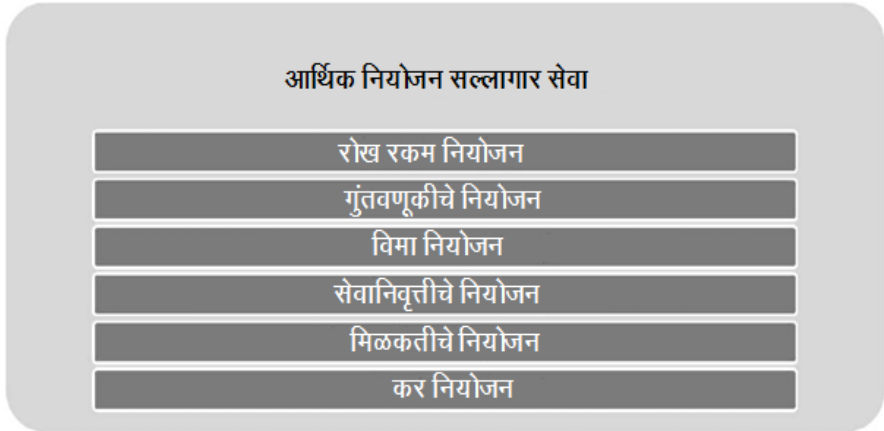 आर्थिक नियोजन सल्लागार सेवा
रोख रकम नियोजन
गुंतवणूकीचे नियोजन
विमा नियोजन
सेवानिवृत्तीचे नियोजन
मिळकतीचे नियोजन
कर नियोजन